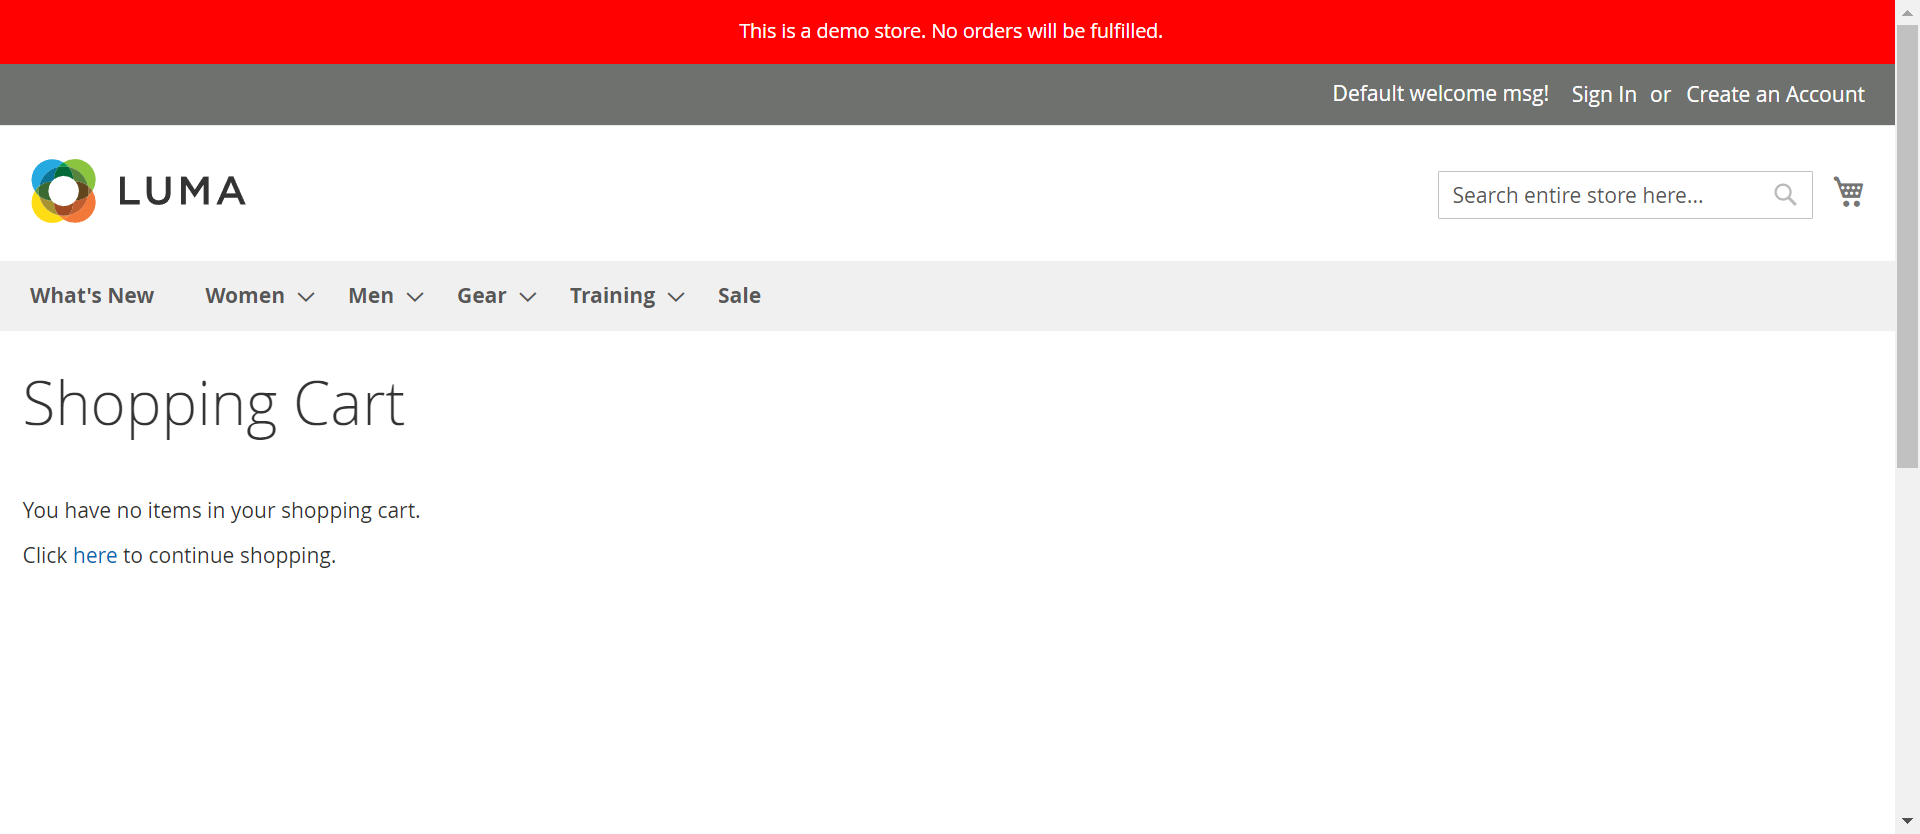 This is a demo store. No orders will be fulfilled.
Default welcome msg! Sign In or Create an Account
LUMA
Search entire store here...
What's New Women Men Gear Training Sale
Shopping Cart
You have no items in your shopping cart.
Click here to continue shopping.